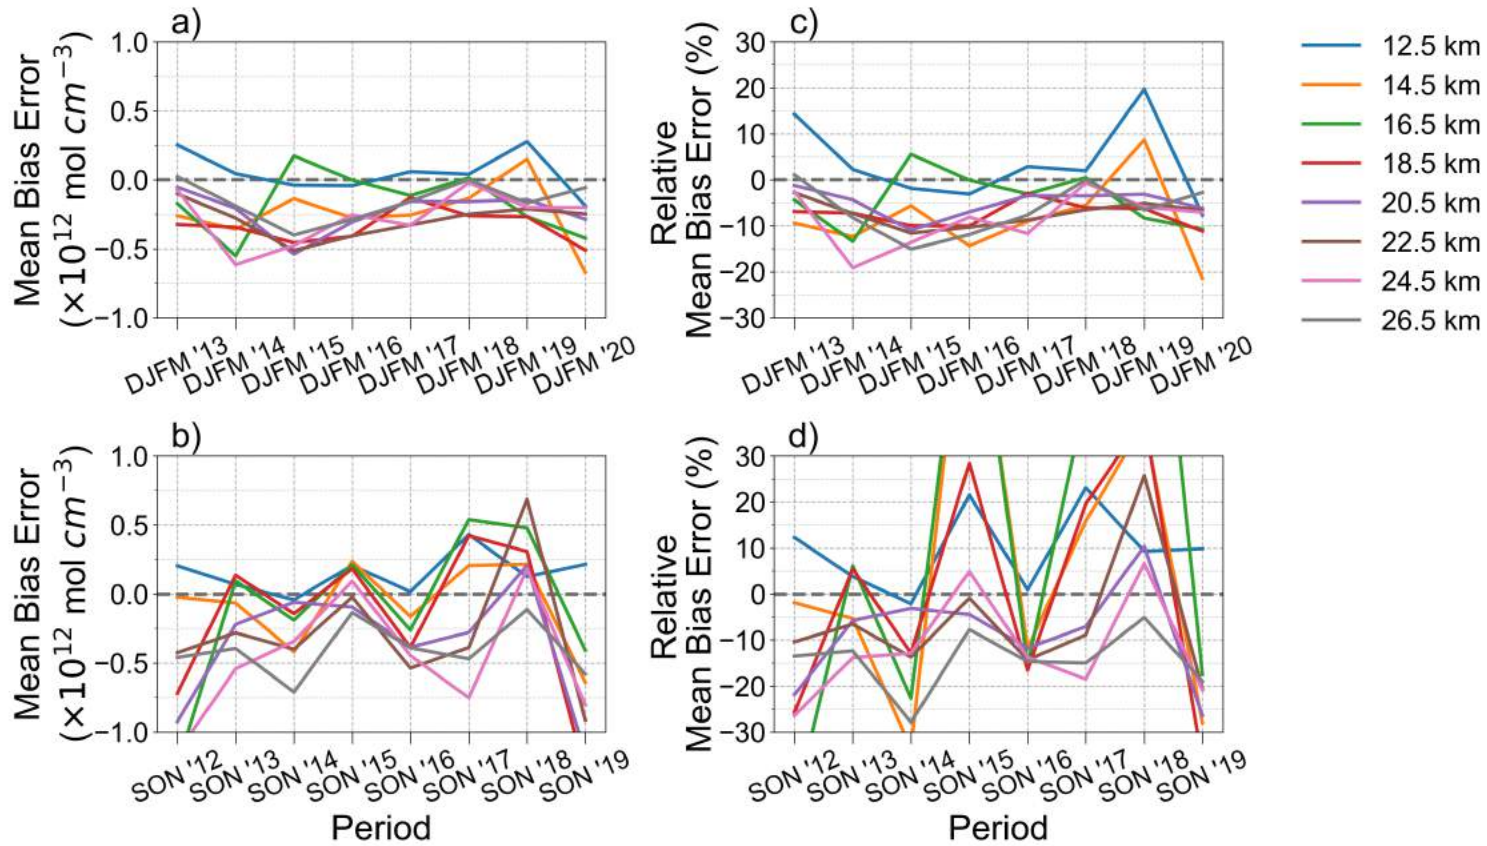 a)
Mean Bias Error
(×10¹² mol cm⁻³)
1.0
0.5
0.0
−0.5
−1.0
DJFM '13
DJFM '14
DJFM '15
DJFM '16
DJFM '17
DJFM '18
DJFM '19
DJFM '20
c)
Relative
Mean Bias Error (%)
30
20
10
0
−10
−20
−30
DJFM '13
DJFM '14
DJFM '15
DJFM '16
DJFM '17
DJFM '18
DJFM '19
DJFM '20
12.5 km
14.5 km
16.5 km
18.5 km
20.5 km
22.5 km
24.5 km
26.5 km
b)
Mean Bias Error
(×10¹² mol cm⁻³)
1.0
0.5
0.0
−0.5
−1.0
SON '12
SON '13
SON '14
SON '15
SON '16
SON '17
SON '18
SON '19
Period
d)
Relative
Mean Bias Error (%)
30
20
10
0
−10
−20
−30
SON '12
SON '13
SON '14
SON '15
SON '16
SON '17
SON '18
SON '19
Period